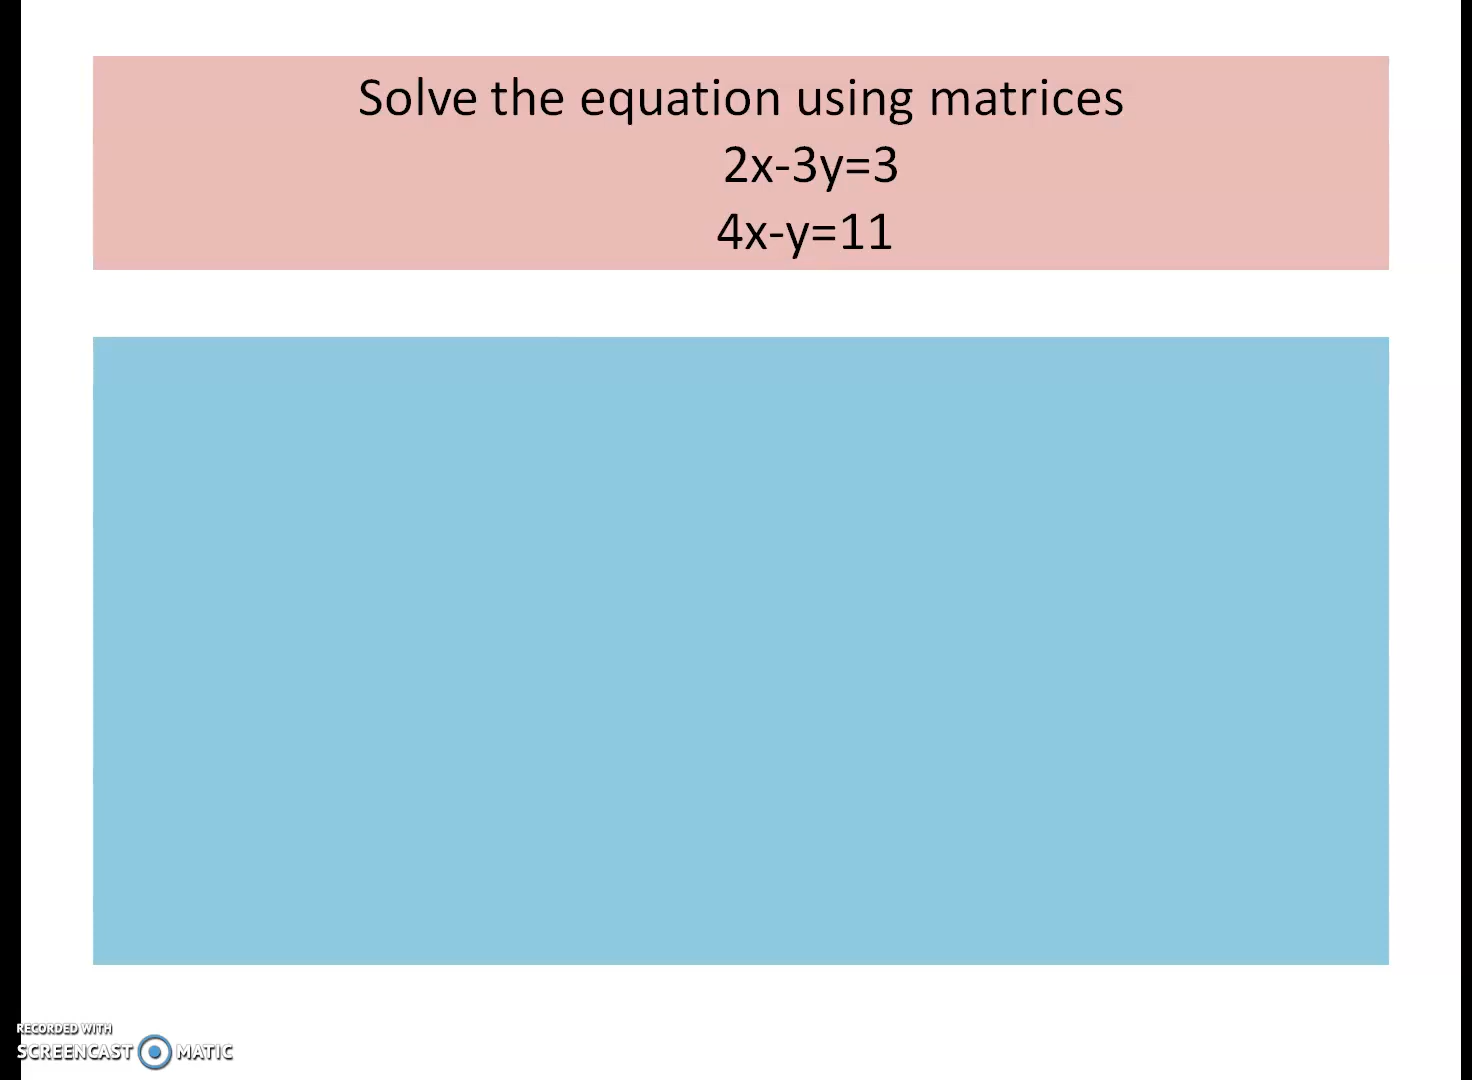 Solve the equation using matrices
2x-3y=3
4x-y=11
RECORDED WITH
SCREENCAST MATIC